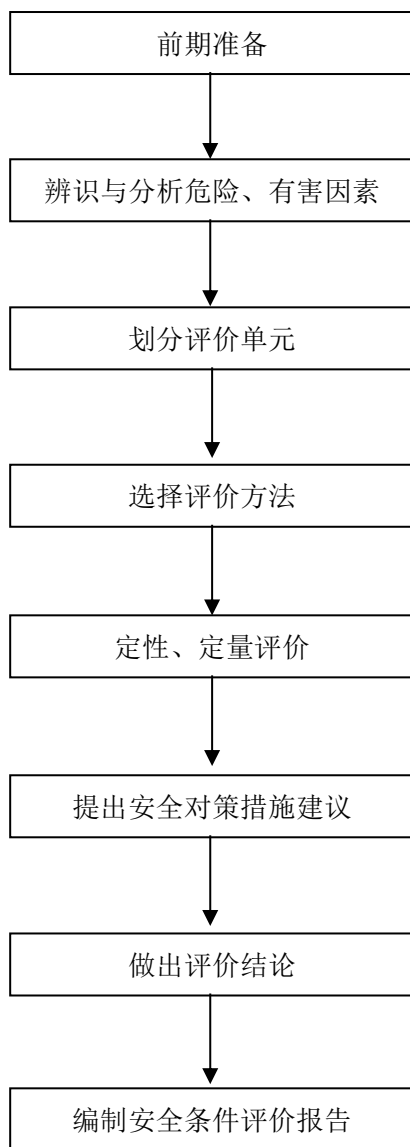 前期准备
辨识与分析危险、有害因素
划分评价单元
选择评价方法
定性、定量评价
提出安全对策措施建议
做出评价结论
编制安全条件评价报告